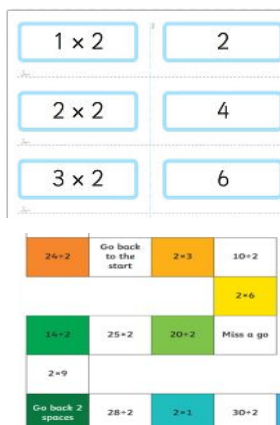 1 × 2 2
2 × 2 4
3 × 2 6
24÷2 Go back to the start 2×3 10÷2
2×6
14÷2 25×2 20÷2 Miss a go
2×9
Go back 2 spaces 28÷2 2×1 30÷2